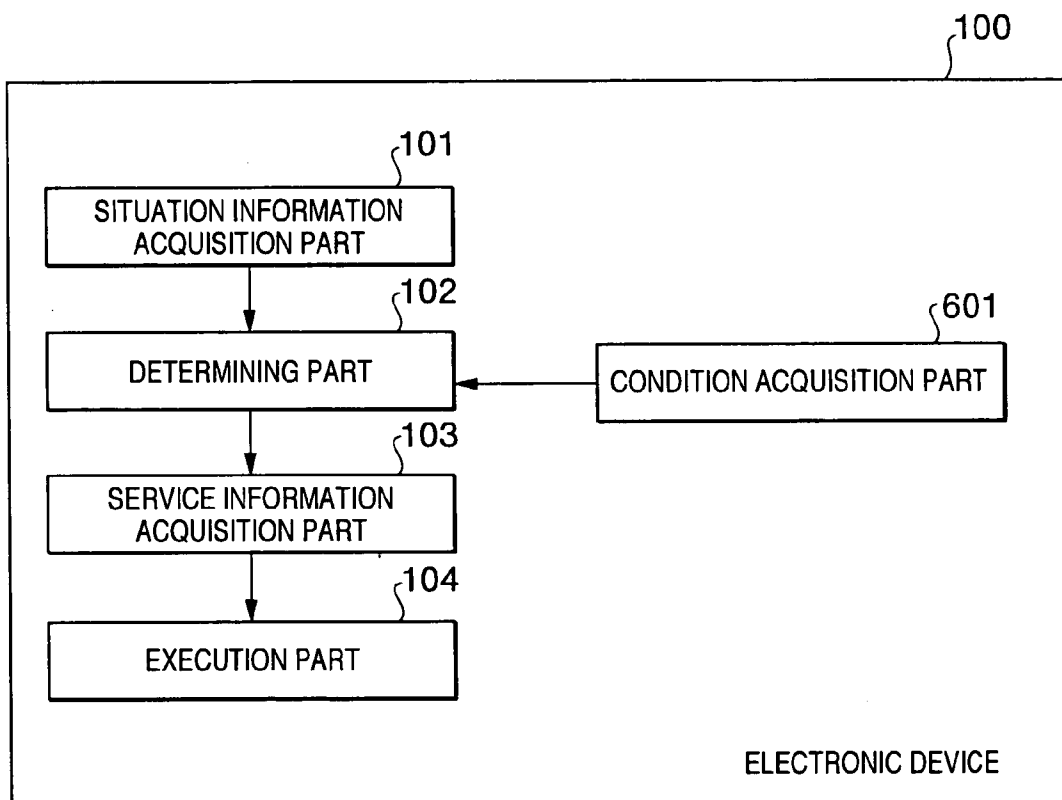 100
101
SITUATION INFORMATION
ACQUISITION PART
102
DETERMINING PART
601
CONDITION ACQUISITION PART
103
SERVICE INFORMATION
ACQUISITION PART
104
EXECUTION PART
ELECTRONIC DEVICE